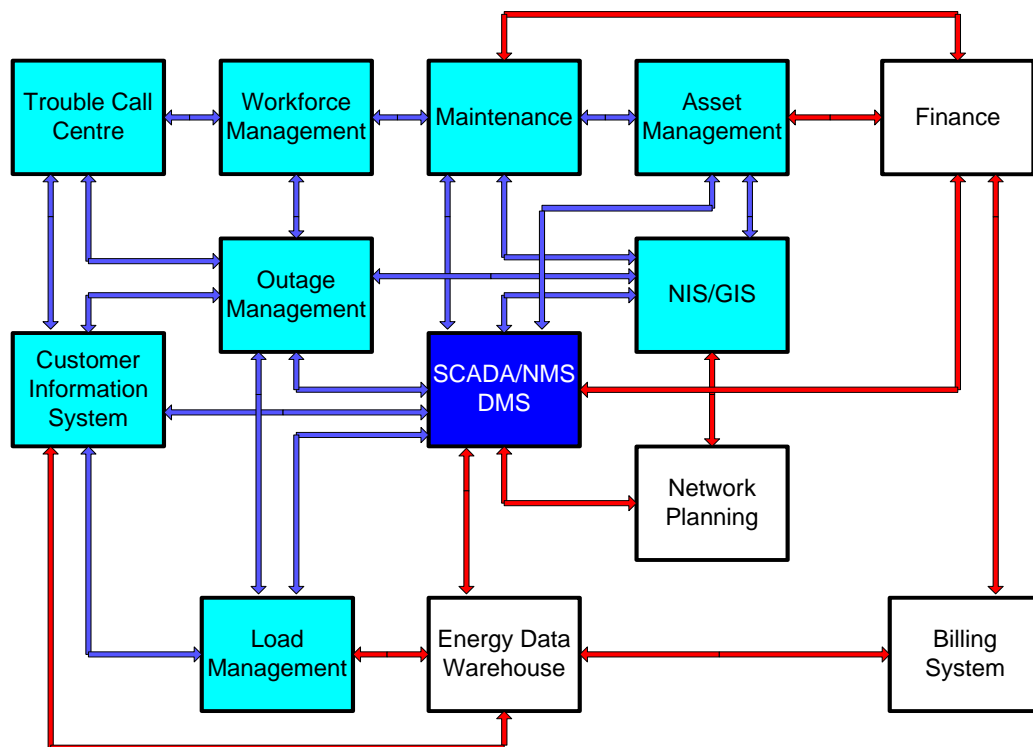 Trouble Call
Centre
Workforce
Management
Maintenance
Asset
Management
Finance
Outage
Management
NIS/GIS
Customer
Information
System
SCADA/NMS
DMS
Network
Planning
Load
Management
Energy Data
Warehouse
Billing
System